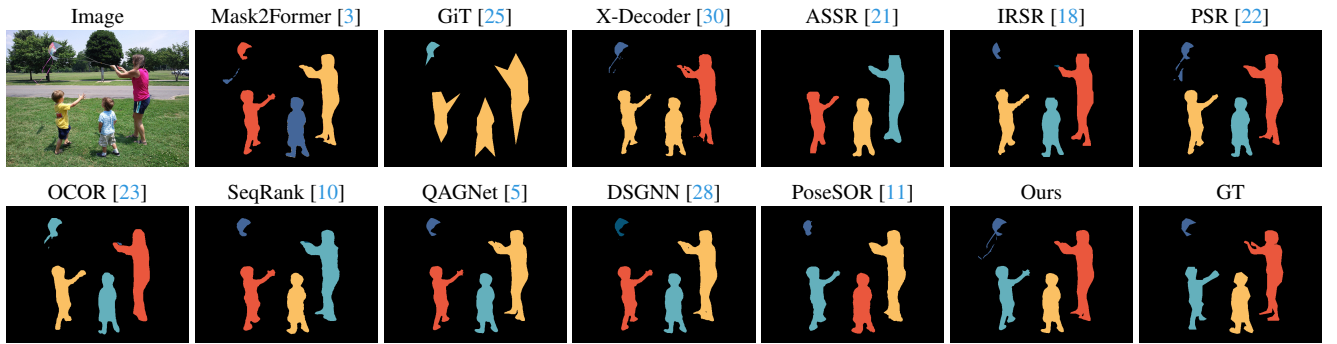 Image Mask2Former [3] GiT [25] X-Decoder [30] ASSR [21] IRSR [18] PSR [22]
OCOR [23] SeqRank [10] QAGNet [5] DSGNN [28] PoseSOR [11] Ours GT